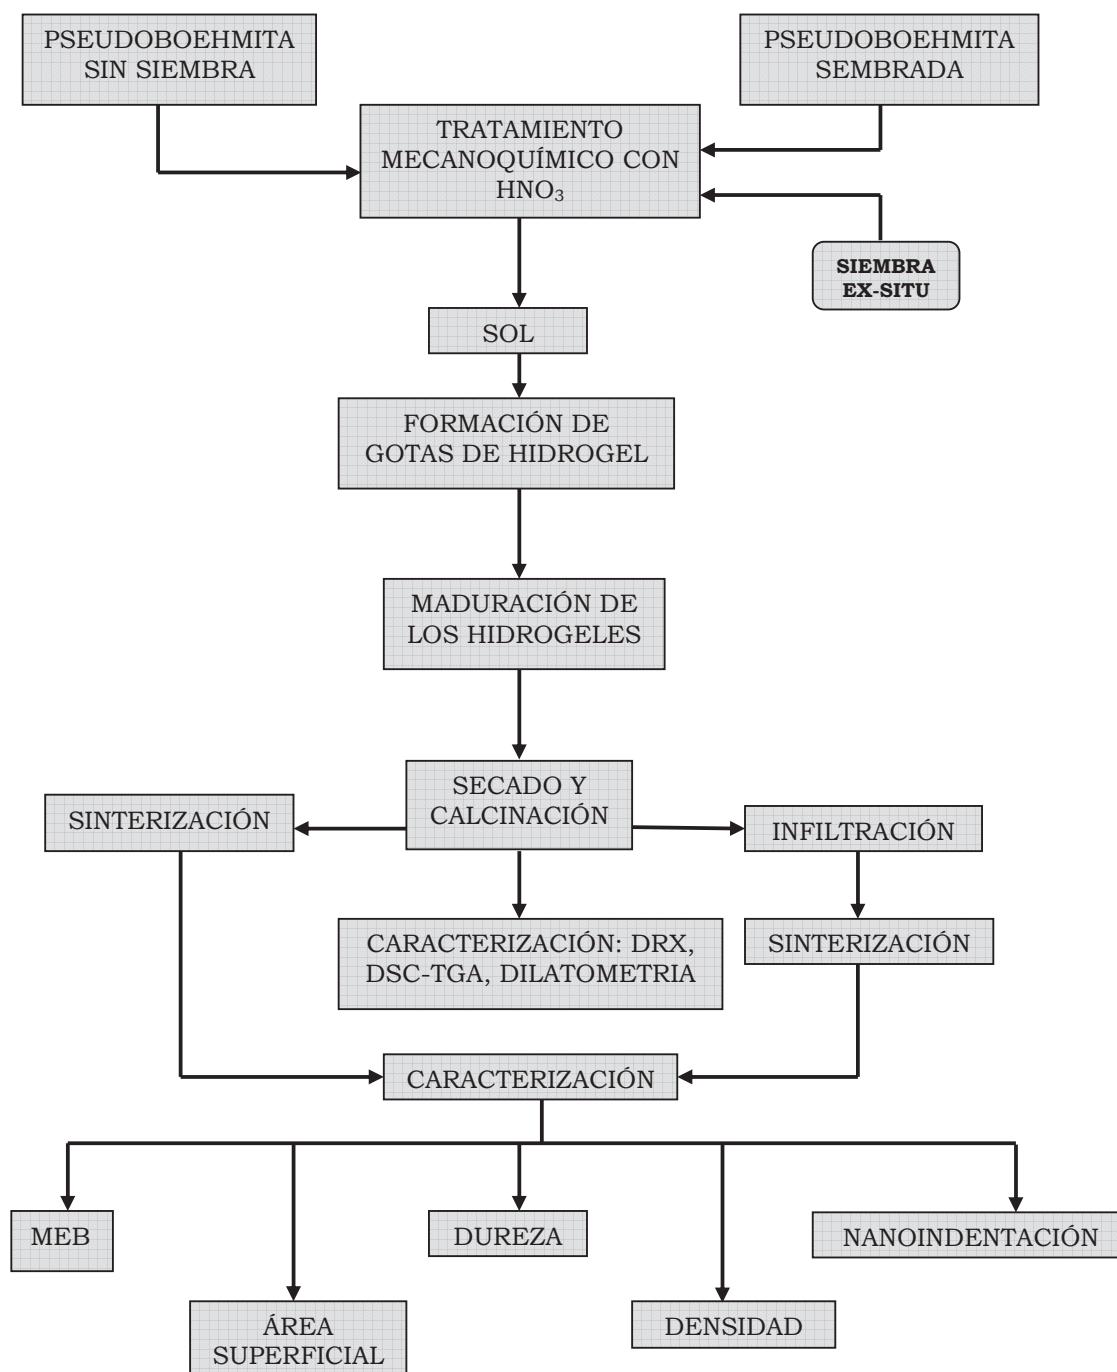 PSEUDOBOEHMITA
SIN SIEMBRA
PSEUDOBOEHMITA
SEMBRADA
TRATAMIENTO
MECANOQUÍMICO CON
HNO₃
SIEMBRA
EX-SITU
SOL
FORMACIÓN DE
GOTAS DE HIDROGEL
MADURACIÓN DE
LOS HIDROGELES
SECADO Y
CALCINACIÓN
SINTERIZACIÓN
INFILTRACIÓN
CARACTERIZACIÓN: DRX,
DSC-TGA, DILATOMETRIA
SINTERIZACIÓN
CARACTERIZACIÓN
MEB
DUREZA
NANOINDENTACIÓN
ÁREA
SUPERFICIAL
DENSIDAD